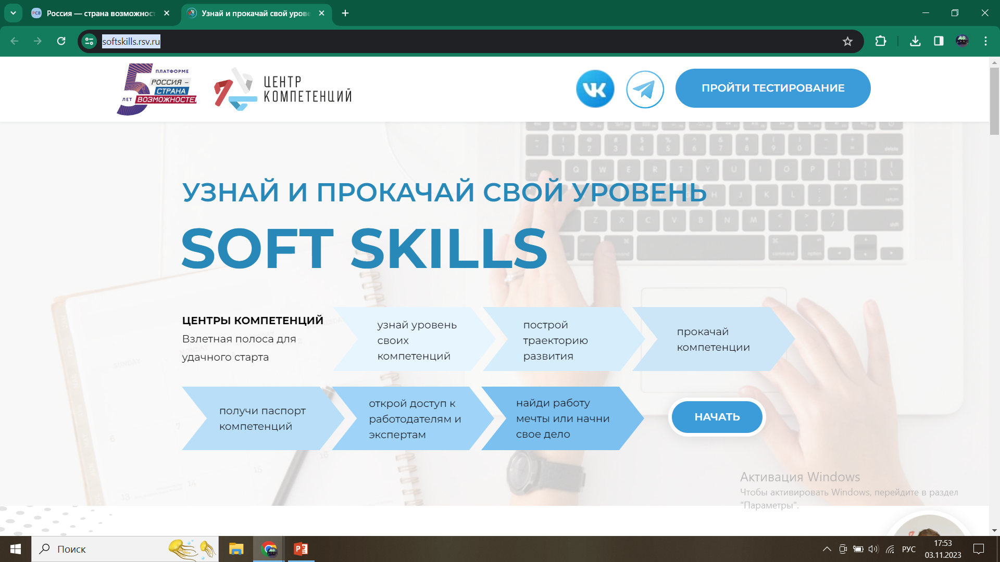 РСВ
Россия — страна возможност
Узнай и прокачай свой урове
softskills.rsv.ru
ПЛАТФОРМЕ
РОССИЯ –
СТРАНА
ЛЕТ
ВОЗМОЖНОСТЕ
5
ЦЕНТР
КОМПЕТЕНЦИЙ
ПРОЙТИ ТЕСТИРОВАНИЕ
УЗНАЙ И ПРОКАЧАЙ СВОЙ УРОВЕНЬ
SOFT SKILLS
ЦЕНТРЫ КОМПЕТЕНЦИЙ
Взлетная полоса для
удачного старта
узнай уровень
своих
компетенций
построй
траекторию
развития
прокачай
компетенции
получи паспорт
компетенций
открой доступ к
работодателям и
экспертам
найди работу
мечты или начни
свое дело
НАЧАТЬ
Активация Windows
Чтобы активировать Windows, перейдите в раздел
"Параметры".
Поиск
РУС
17:53
03.11.2023